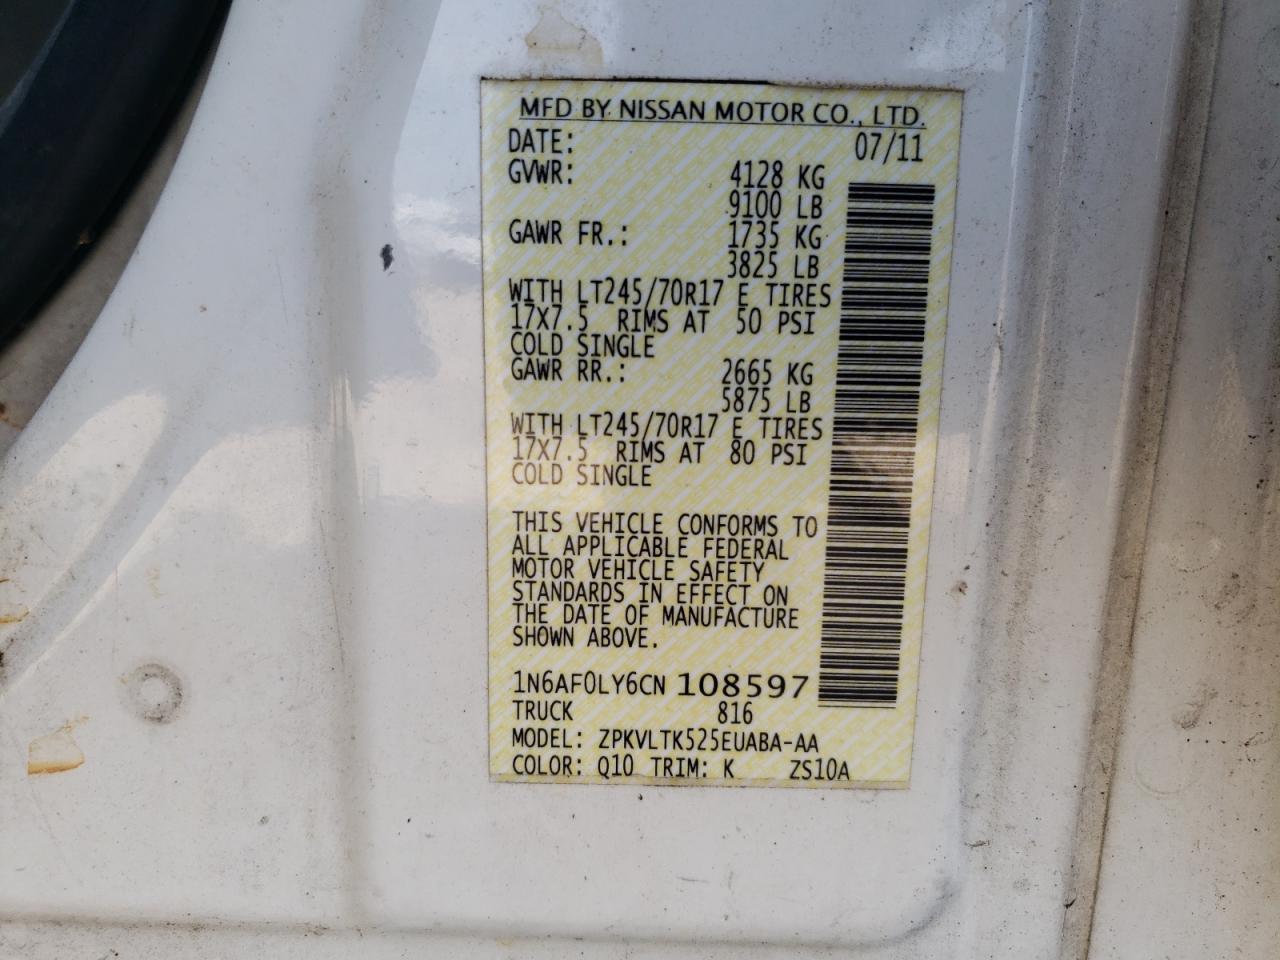 MFD BY NISSAN MOTOR CO., LTD.
DATE: 07/11
GVWR: 4128 KG
9100 LB
GAWR FR.: 1735 KG
3825 LB
WITH LT245/70R17 E TIRES
17X7.5 RIMS AT 50 PSI
COLD SINGLE
GAWR RR.: 2665 KG
5875 LB
WITH LT245/70R17 E TIRES
17X7.5 RIMS AT 80 PSI
COLD SINGLE
THIS VEHICLE CONFORMS TO
ALL APPLICABLE FEDERAL
MOTOR VEHICLE SAFETY
STANDARDS IN EFFECT ON
THE DATE OF MANUFACTURE
SHOWN ABOVE.
1N6AF0LY6CN 108597
TRUCK 816
MODEL: ZPKVLTK525EUABA-AA
COLOR: Q10 TRIM: K ZS10A